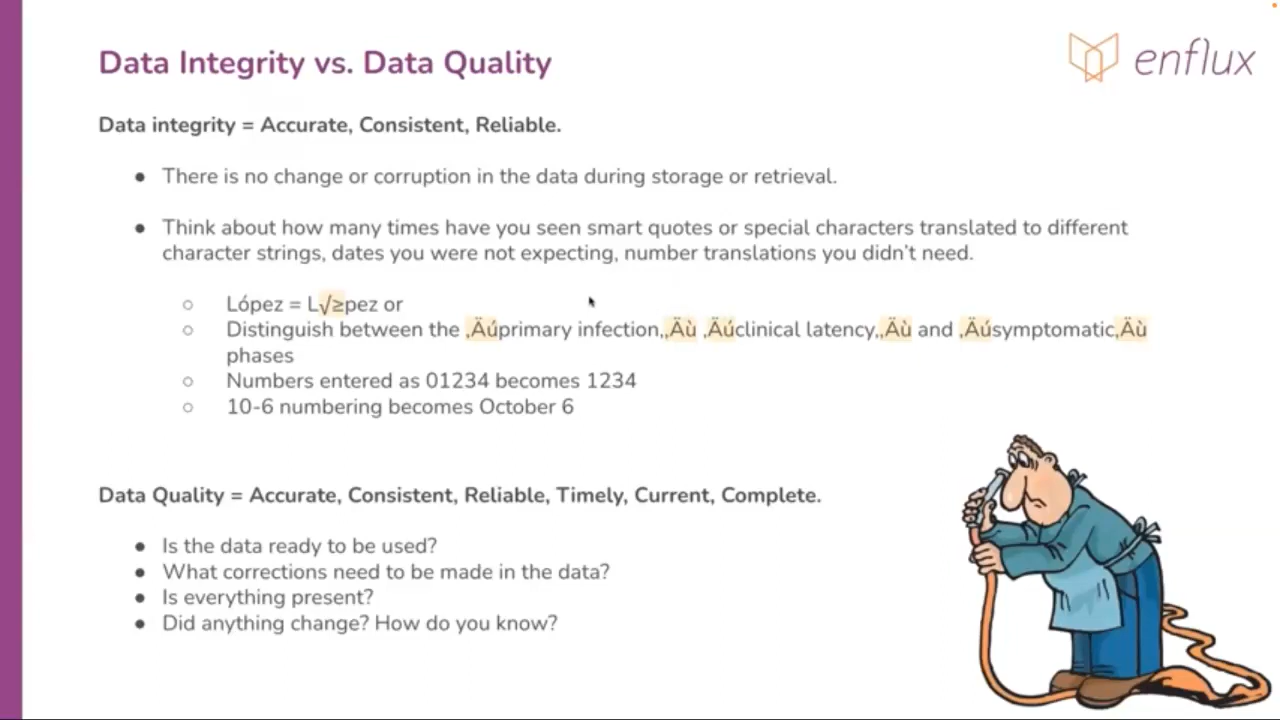 Data Integrity vs. Data Quality
enflux
Data integrity = Accurate, Consistent, Reliable.
● There is no change or corruption in the data during storage or retrieval.
● Think about how many times have you seen smart quotes or special characters translated to different
character strings, dates you were not expecting, number translations you didn't need.
○ López = L√≥pez or
○ Distinguish between the ‚Äúprimary infection,‚Äù ‚Äúclinical latency,‚Äù and ‚Äúsymptomatic‚Äù
phases
○ Numbers entered as 01234 becomes 1234
○ 10-6 numbering becomes October 6
Data Quality = Accurate, Consistent, Reliable, Timely, Current, Complete.
● Is the data ready to be used?
● What corrections need to be made in the data?
● Is everything present?
● Did anything change? How do you know?